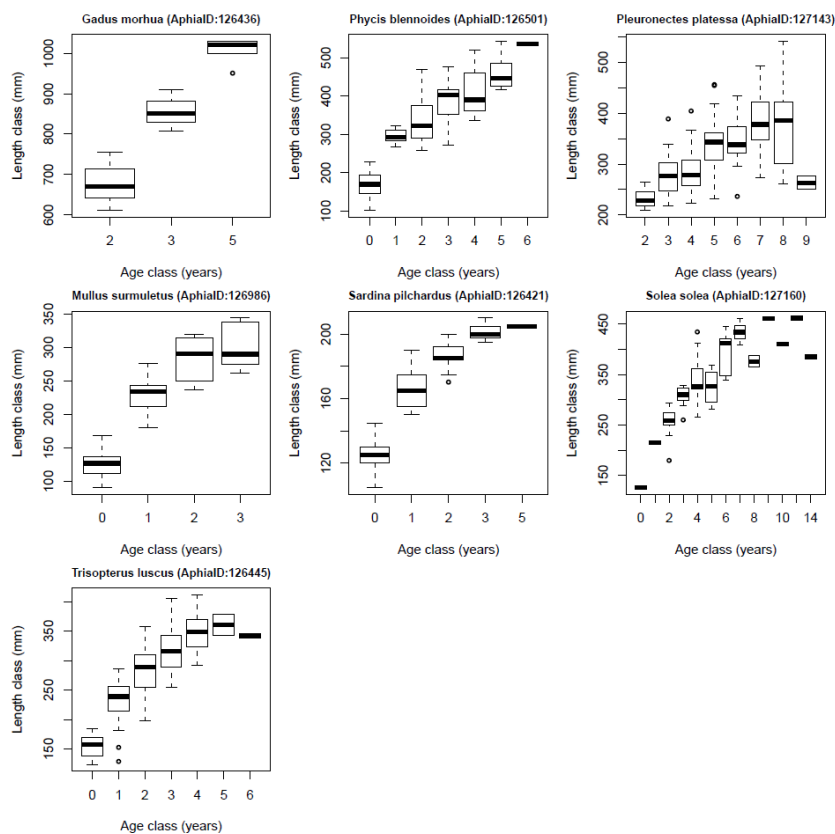 Gadus morhua (AphiaID:126436)
Length class (mm)
1000
900
800
700
600
2 3 5
Age class (years)
Phycis blennoides (AphiaID:126501)
Length class (mm)
500
400
300
200
100
0 1 2 3 4 5 6
Age class (years)
Pleuronectes platessa (AphiaID:127143)
Length class (mm)
500
400
300
200
2 3 4 5 6 7 8 9
Age class (years)
Mullus surmuletus (AphiaID:126986)
Length class (mm)
350
300
250
200
150
100
0 1 2 3
Age class (years)
Sardina pilchardus (AphiaID:126421)
Length class (mm)
200
160
120
0 1 2 3 5
Age class (years)
Solea solea (AphiaID:127160)
Length class (mm)
450
350
250
150
0 2 4 6 8 10 14
Age class (years)
Trisopterus luscus (AphiaID:126445)
Length class (mm)
350
250
150
0 1 2 3 4 5 6
Age class (years)